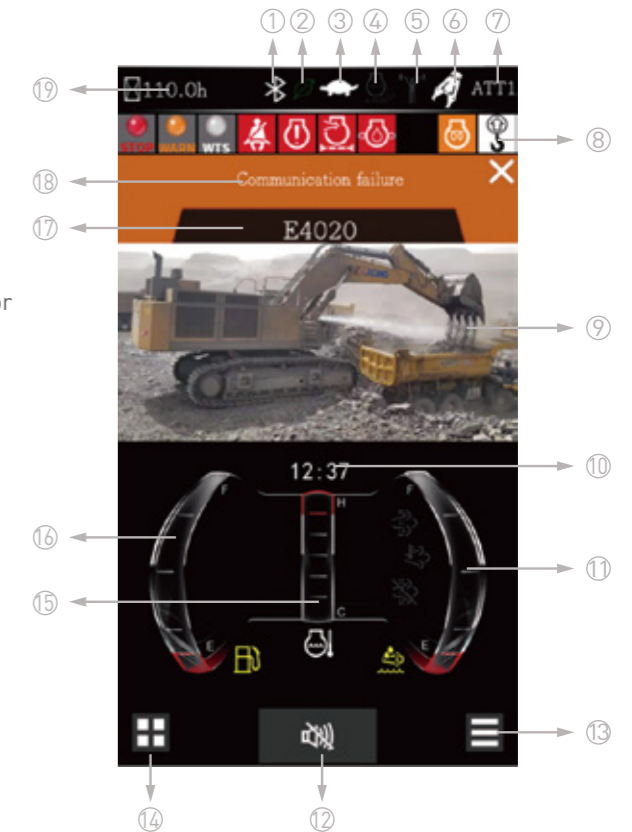 ① ② ③ ④ ⑤ ⑥ ⑦
⑲ 110.0h ATT1
STOP WARN WTS ⑧
⑱ Communication failure
⑰ E4020
or
⑨
12:37 ⑩
F H F
⑯ ⑪
⑮ C
E E
⑬
⑭ ⑫